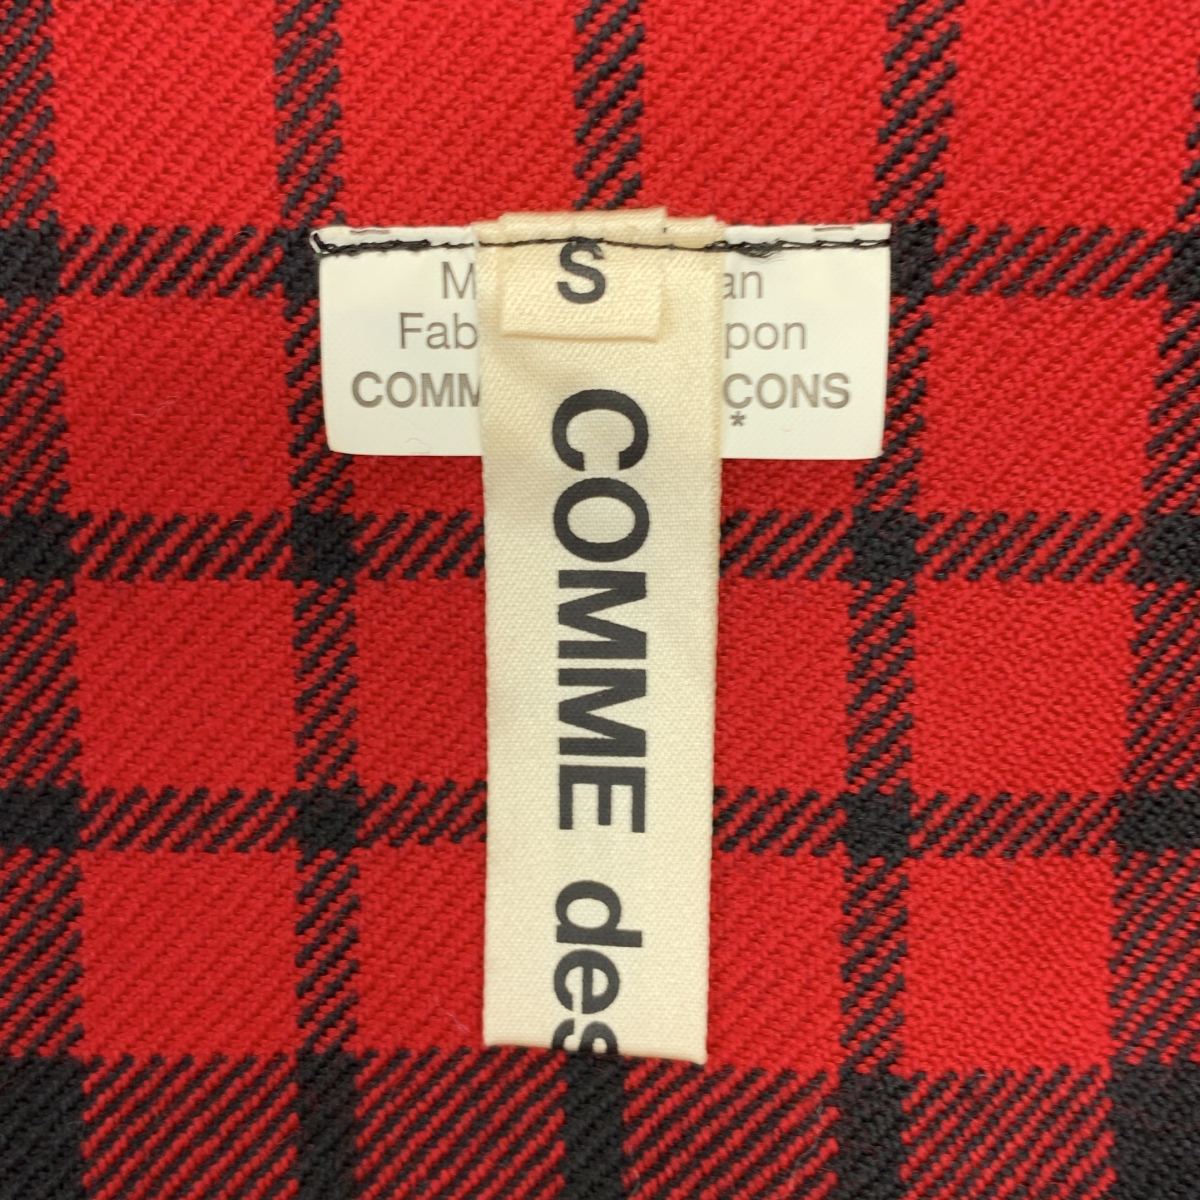 S
M an
Fab pon
COMM CONS
*
COMME des